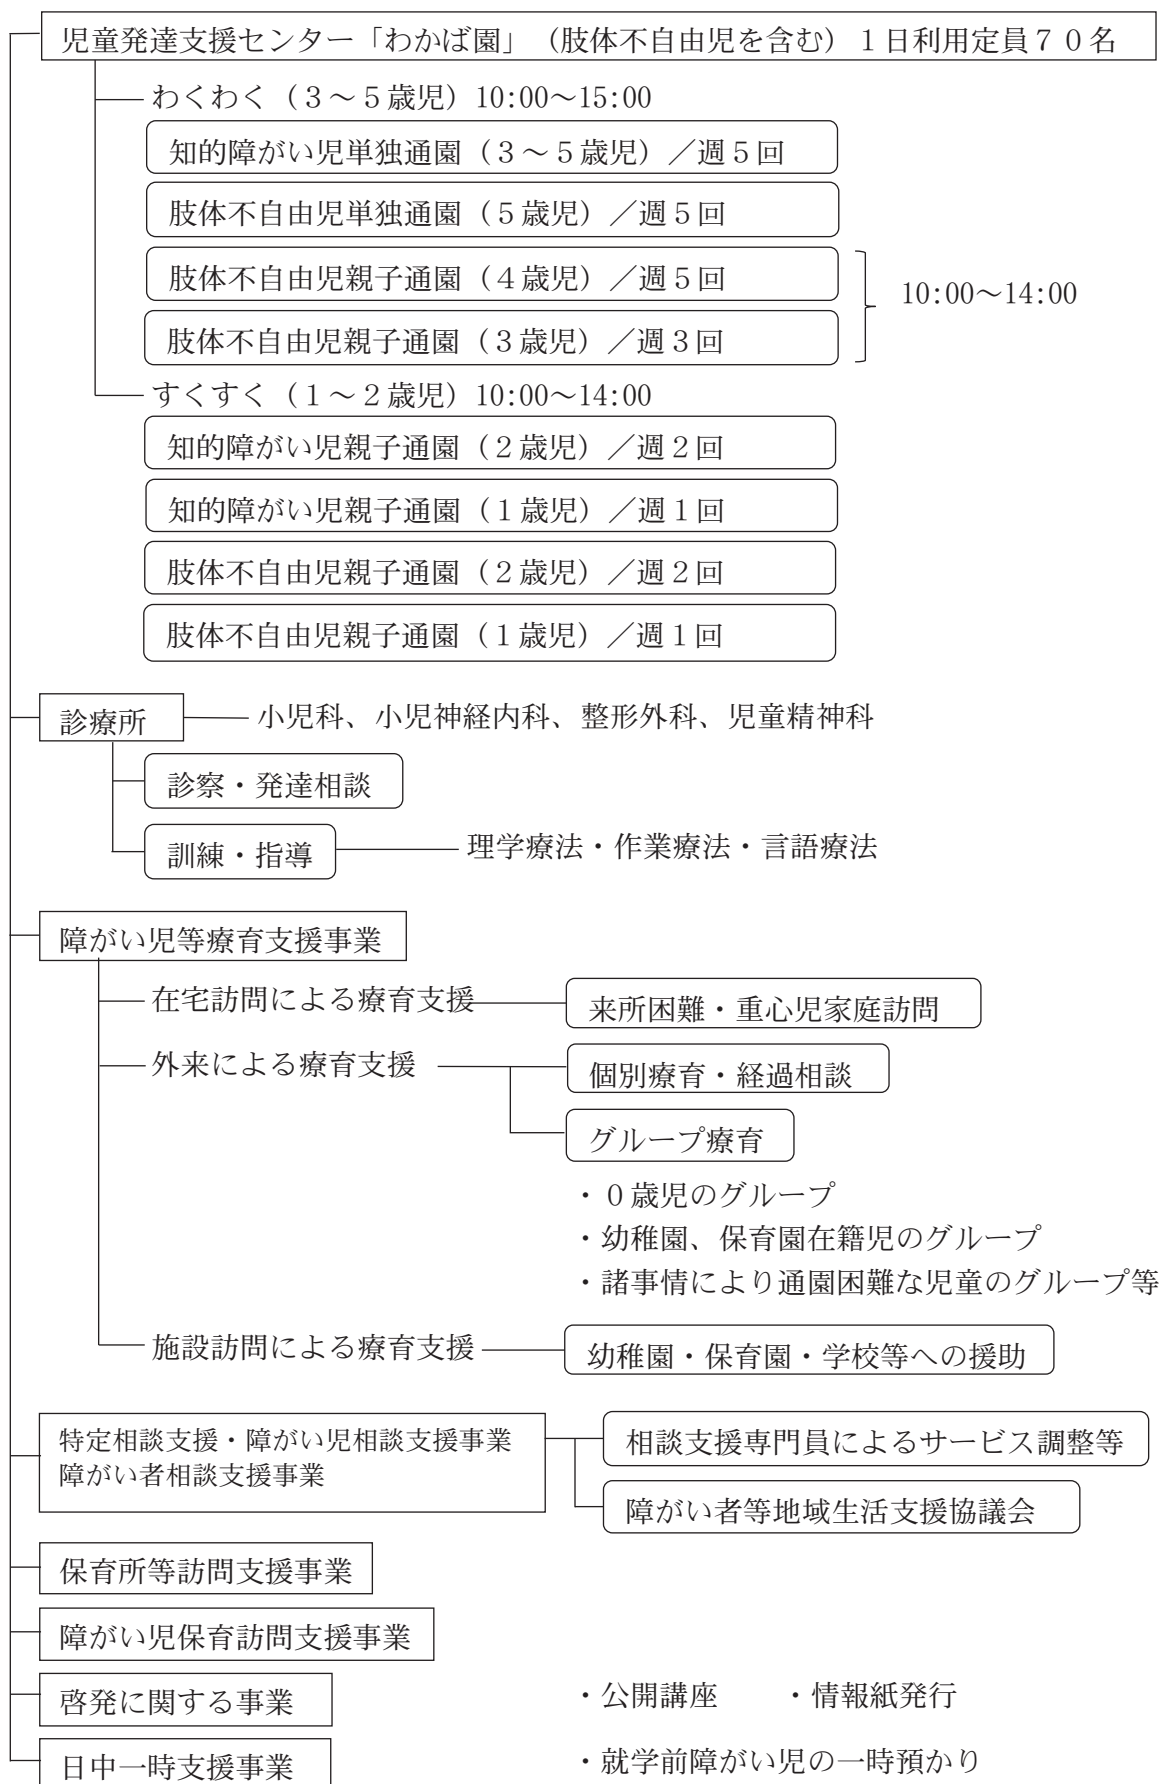 児童発達支援センター「わかば園」（肢体不自由児を含む）１日利用定員７０名
わくわく（３～５歳児）10:00～15:00
知的障がい児単独通園（３～５歳児）／週５回
肢体不自由児単独通園（５歳児）／週５回
肢体不自由児親子通園（４歳児）／週５回
10:00～14:00
肢体不自由児親子通園（３歳児）／週３回
すくすく（１～２歳児）10:00～14:00
知的障がい児親子通園（２歳児）／週２回
知的障がい児親子通園（１歳児）／週１回
肢体不自由児親子通園（２歳児）／週２回
肢体不自由児親子通園（１歳児）／週１回
診療所
小児科、小児神経内科、整形外科、児童精神科
診察・発達相談
訓練・指導
理学療法・作業療法・言語療法
障がい児等療育支援事業
在宅訪問による療育支援
来所困難・重心児家庭訪問
外来による療育支援
個別療育・経過相談
グループ療育
・０歳児のグループ
・幼稚園、保育園在籍児のグループ
・諸事情により通園困難な児童のグループ等
施設訪問による療育支援
幼稚園・保育園・学校等への援助
特定相談支援・障がい児相談支援事業
障がい者相談支援事業
相談支援専門員によるサービス調整等
障がい者等地域生活支援協議会
保育所等訪問支援事業
障がい児保育訪問支援事業
啓発に関する事業
・公開講座　・情報紙発行
日中一時支援事業
・就学前障がい児の一時預かり